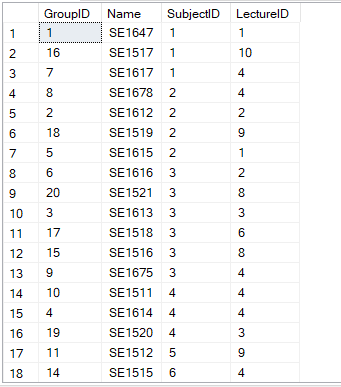 GroupID Name SubjectID LectureID
1 1 SE1647 1 1
2 16 SE1517 1 10
3 7 SE1617 1 4
4 8 SE1678 2 4
5 2 SE1612 2 2
6 18 SE1519 2 9
7 5 SE1615 2 1
8 6 SE1616 3 2
9 20 SE1521 3 8
10 3 SE1613 3 3
11 17 SE1518 3 6
12 15 SE1516 3 8
13 9 SE1675 3 4
14 10 SE1511 4 4
15 4 SE1614 4 4
16 19 SE1520 4 3
17 11 SE1512 5 9
18 14 SE1515 6 4